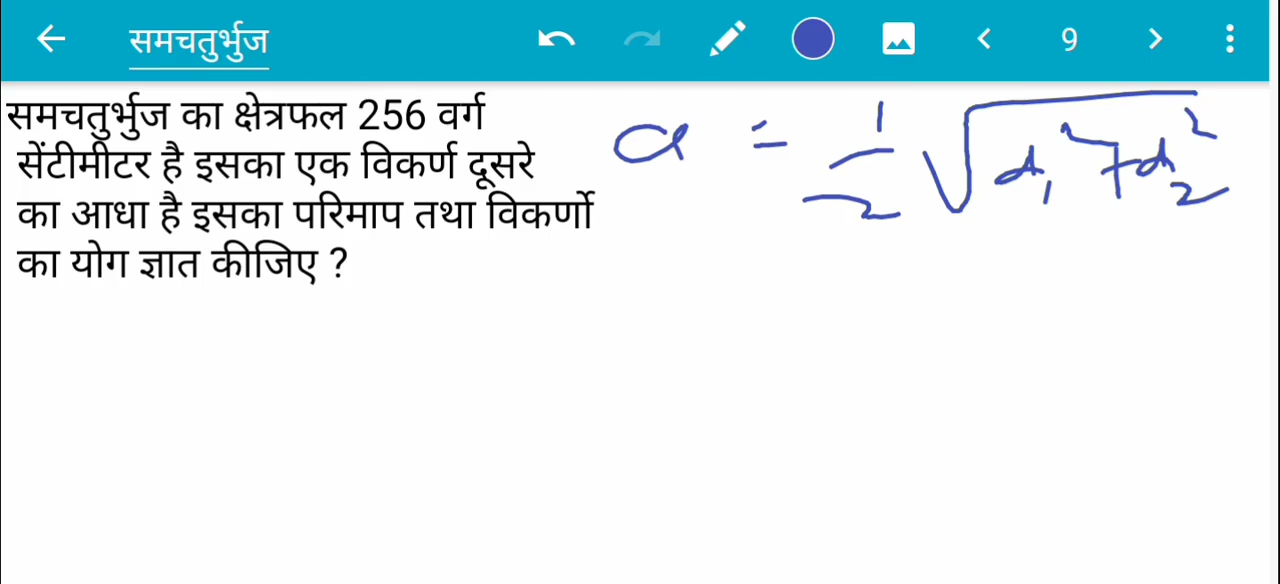 समचतुर्भुज
9
समचतुर्भुज का क्षेत्रफल 256 वर्ग
सेंटीमीटर है इसका एक विकर्ण दूसरे
का आधा है इसका परिमाप तथा विकर्णो
का योग ज्ञात कीजिए ?
a = 1/2 √(d₁² + d₂²)